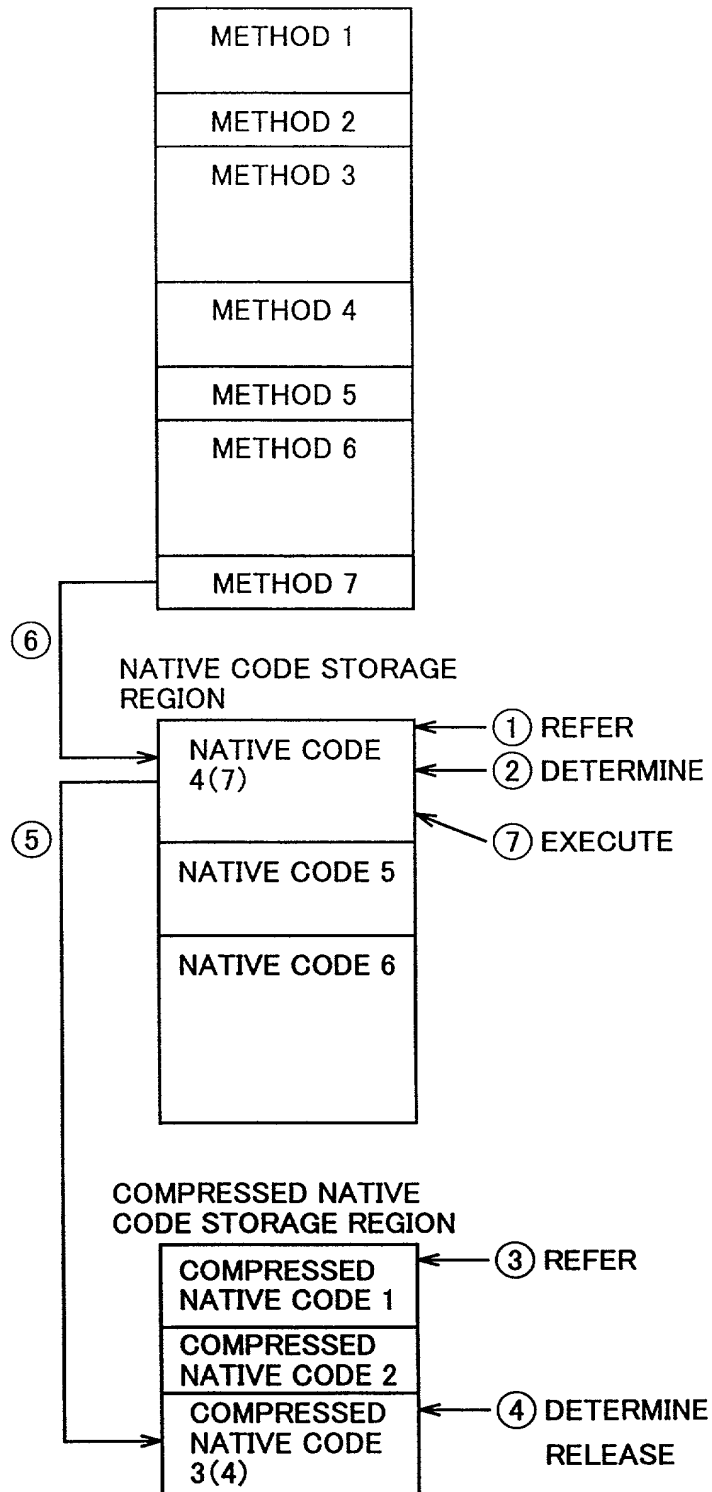 METHOD 1
METHOD 2
METHOD 3
METHOD 4
METHOD 5
METHOD 6
METHOD 7
⑥
NATIVE CODE STORAGE
REGION
① REFER
NATIVE CODE
4(7)
② DETERMINE
⑤
⑦ EXECUTE
NATIVE CODE 5
NATIVE CODE 6
COMPRESSED NATIVE
CODE STORAGE REGION
③ REFER
COMPRESSED
NATIVE CODE 1
COMPRESSED
NATIVE CODE 2
COMPRESSED
NATIVE CODE
3(4)
④ DETERMINE
RELEASE